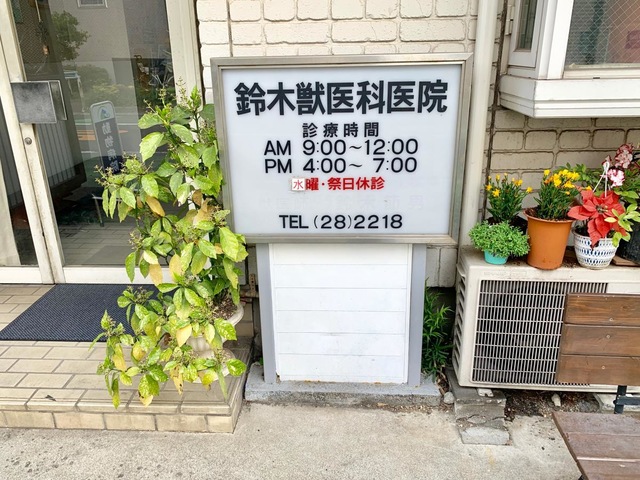 鈴木獣医科医院
診療時間
AM 9:00〜12:00
PM 4:00〜 7:00
水曜・祭日休診
TEL (28) 2218